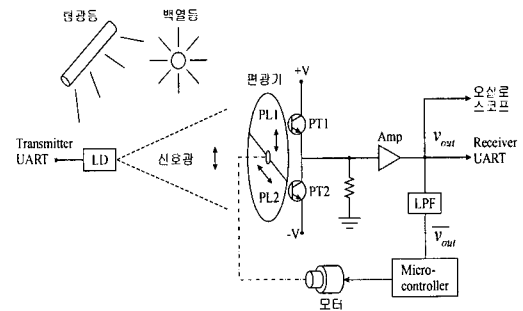 형광등
백열등
편광기
+V
오실로
스코프
PL1
PT1
Amp
v_out
Transmitter
UART
LD
신호광
Receiver
UART
PL2
PT2
LPF
-V
v_out
Micro-
controller
모터